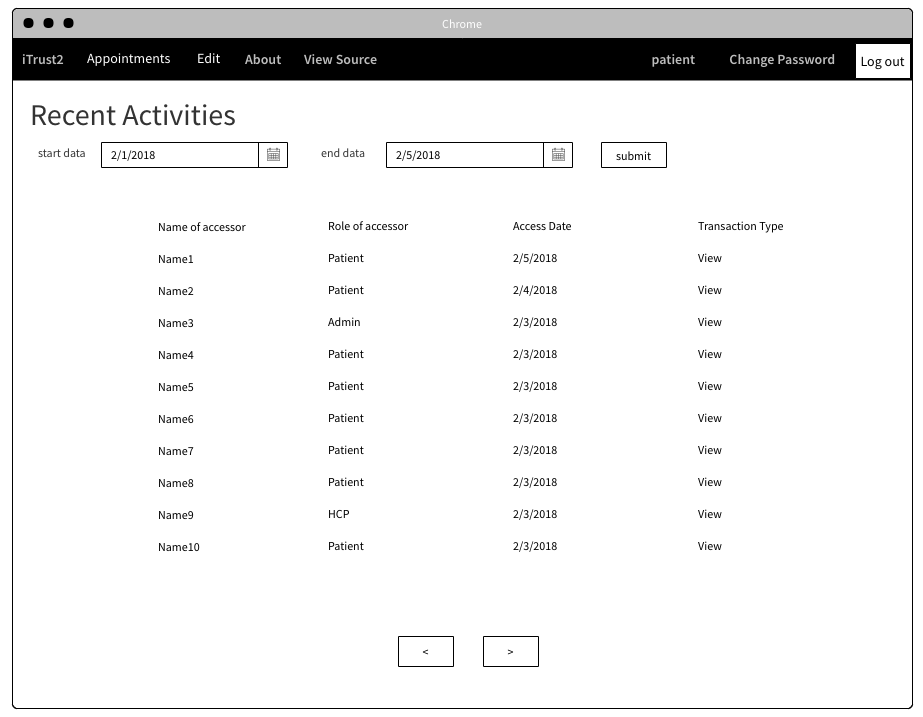 Chrome
iTrust2 Appointments Edit About View Source patient Change Password Log out
Recent Activities
start data 2/1/2018 end data 2/5/2018 submit
Name of accessor Role of accessor Access Date Transaction Type
Name1 Patient 2/5/2018 View
Name2 Patient 2/4/2018 View
Name3 Admin 2/3/2018 View
Name4 Patient 2/3/2018 View
Name5 Patient 2/3/2018 View
Name6 Patient 2/3/2018 View
Name7 Patient 2/3/2018 View
Name8 Patient 2/3/2018 View
Name9 HCP 2/3/2018 View
Name10 Patient 2/3/2018 View
< >